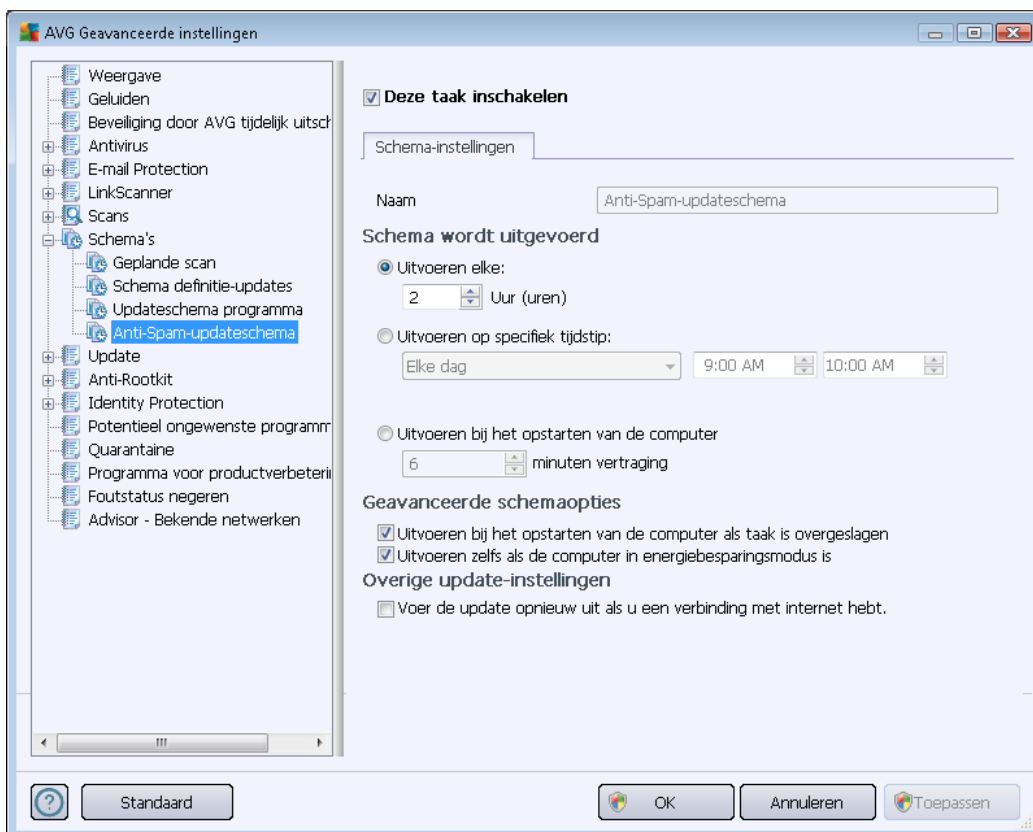 AVG Geavanceerde instellingen
Weergave
Geluiden
Beveiliging door AVG tijdelijk uitsch
Antivirus
E-mail Protection
LinkScanner
Scans
Schema's
Geplande scan
Schema definitie-updates
Updateschema programma
Anti-Spam-updateschema
Update
Anti-Rootkit
Identity Protection
Potentieel ongewenste programm
Quarantaine
Programma voor productverbeterin
Foutstatus negeren
Advisor - Bekende netwerken
Deze taak inschakelen
Schema-instellingen
Naam Anti-Spam-updateschema
Schema wordt uitgevoerd
Uitvoeren elke:
2 Uur (uren)
Uitvoeren op specifiek tijdstip:
Elke dag 9:00 AM 10:00 AM
Uitvoeren bij het opstarten van de computer
6 minuten vertraging
Geavanceerde schemaopties
Uitvoeren bij het opstarten van de computer als taak is overgeslagen
Uitvoeren zelfs als de computer in energiebesparingsmodus is
Overige update-instellingen
Voer de update opnieuw uit als u een verbinding met internet hebt.
? Standaard OK Annuleren Toepassen